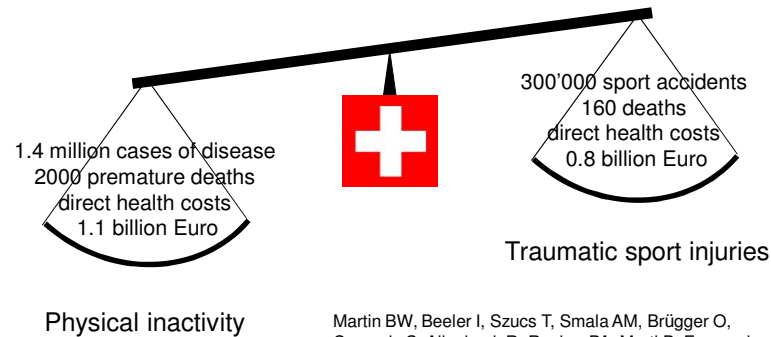 300'000 sport accidents
160 deaths
direct health costs
0.8 billion Euro
1.4 million cases of disease
2000 premature deaths
direct health costs
1.1 billion Euro
Traumatic sport injuries
Physical inactivity
Martin BW, Beeler I, Szucs T, Smala AM, Brügger O,